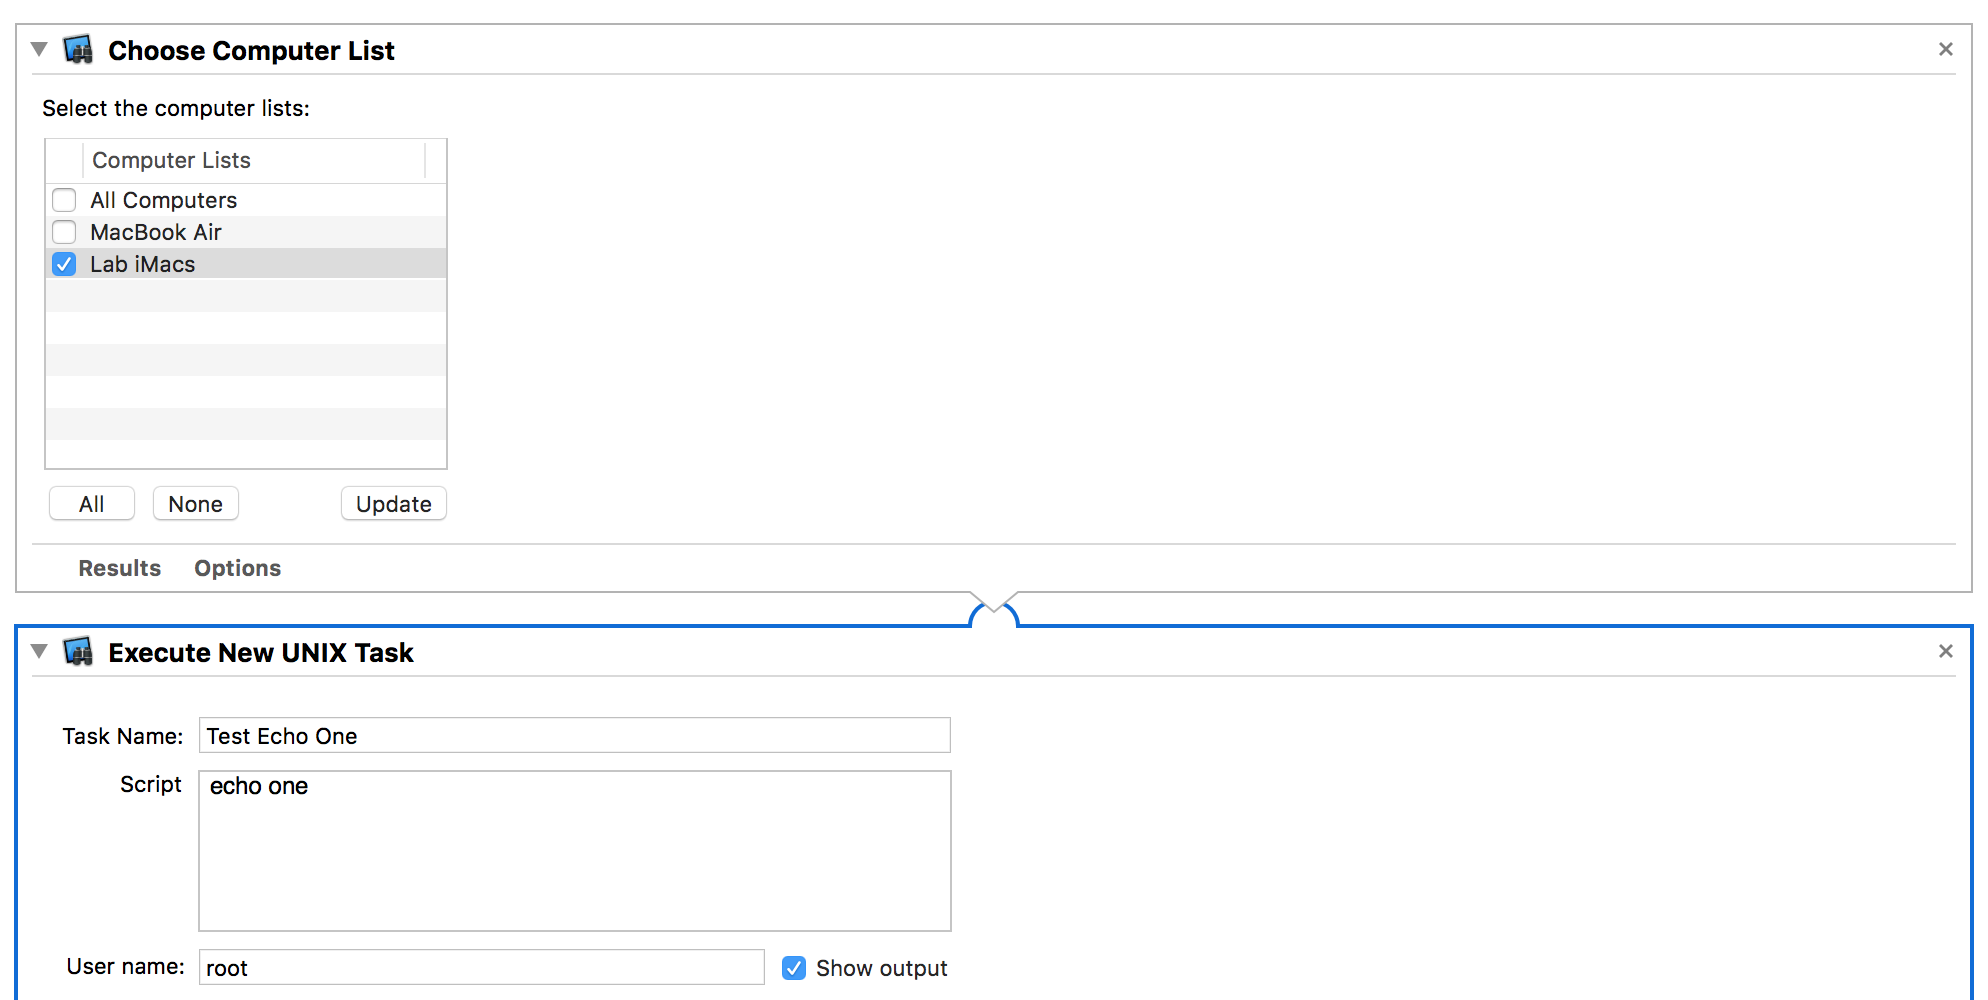 Choose Computer List
Select the computer lists:
Computer Lists
All Computers
MacBook Air
Lab iMacs
All None Update
Results Options
Execute New UNIX Task
Task Name: Test Echo One
Script echo one
User name: root Show output